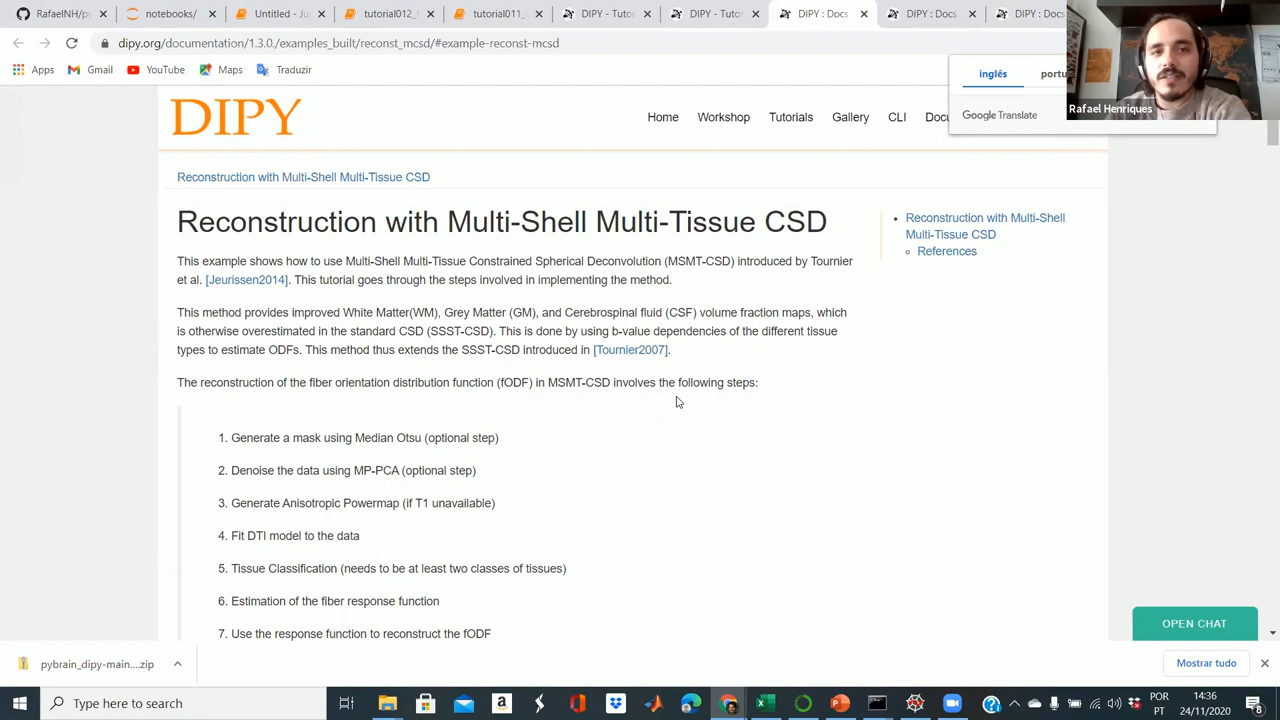 RafaelNH/p
notebooks/
Untitled - J
tutorial012_
tutorial011_
DIPY - Tutor
DIPY - Tutor
DIPY : Docs
DIPY : Docs
DIPY : Docs
dipy.org/documentation/1.3.0./examples_built/reconst_mcsd/#example-reconst-mcsd
Apps
Gmail
YouTube
Maps
Traduzir
inglês
portu
Google Translate
Rafael Henriques
DIPY
Home
Workshop
Tutorials
Gallery
CLI
Docu
Reconstruction with Multi-Shell Multi-Tissue CSD
Reconstruction with Multi-Shell Multi-Tissue CSD
This example shows how to use Multi-Shell Multi-Tissue Constrained Spherical Deconvolution (MSMT-CSD) introduced by Tournier
et al. [Jeurissen2014]. This tutorial goes through the steps involved in implementing the method.
This method provides improved White Matter(WM), Grey Matter (GM), and Cerebrospinal fluid (CSF) volume fraction maps, which
is otherwise overestimated in the standard CSD (SSST-CSD). This is done by using b-value dependencies of the different tissue
types to estimate ODFs. This method thus extends the SSST-CSD introduced in [Tournier2007].
The reconstruction of the fiber orientation distribution function (fODF) in MSMT-CSD involves the following steps:
1. Generate a mask using Median Otsu (optional step)
2. Denoise the data using MP-PCA (optional step)
3. Generate Anisotropic Powermap (if T1 unavailable)
4. Fit DTI model to the data
5. Tissue Classification (needs to be at least two classes of tissues)
6. Estimation of the fiber response function
7. Use the response function to reconstruct the fODF
Reconstruction with Multi-Shell
Multi-Tissue CSD
References
OPEN CHAT
pybrain_dipy-main....zip
Mostrar tudo
Type here to search
POR
PT
14:36
24/11/2020
8